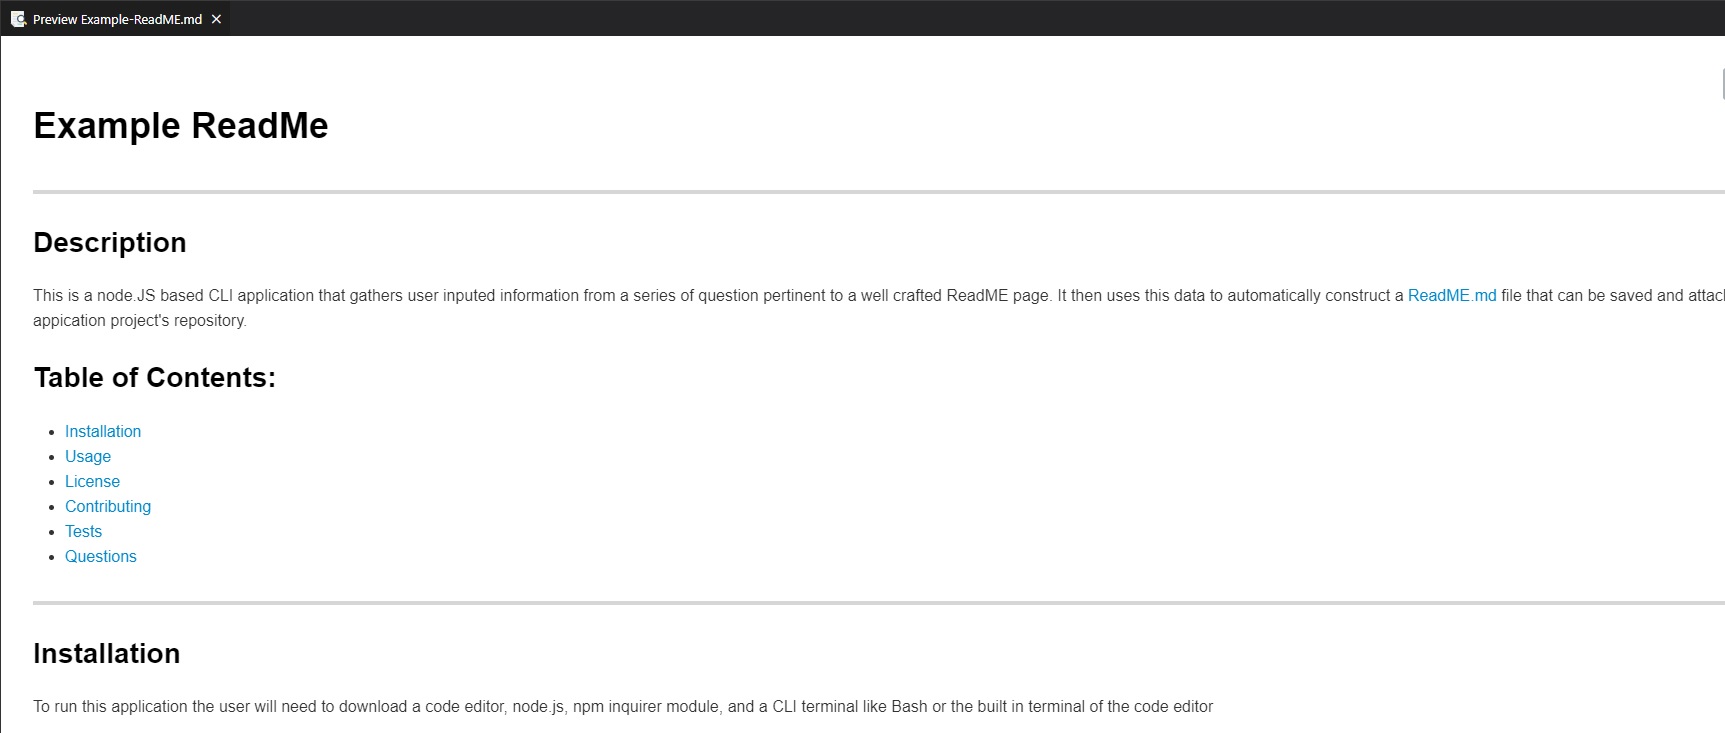 Preview Example-ReadME.md
Example ReadMe
Description
This is a node.JS based CLI application that gathers user inputed information from a series of question pertinent to a well crafted ReadME page. It then uses this data to automatically construct a ReadME.md file that can be saved and
appication project's repository.
Table of Contents:
Installation
Usage
License
Contributing
Tests
Questions
Installation
To run this application the user will need to download a code editor, node.js, npm inquirer module, and a CLI terminal like Bash or the built in terminal of the code editor